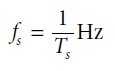 fₛ = 1/Tₛ Hz